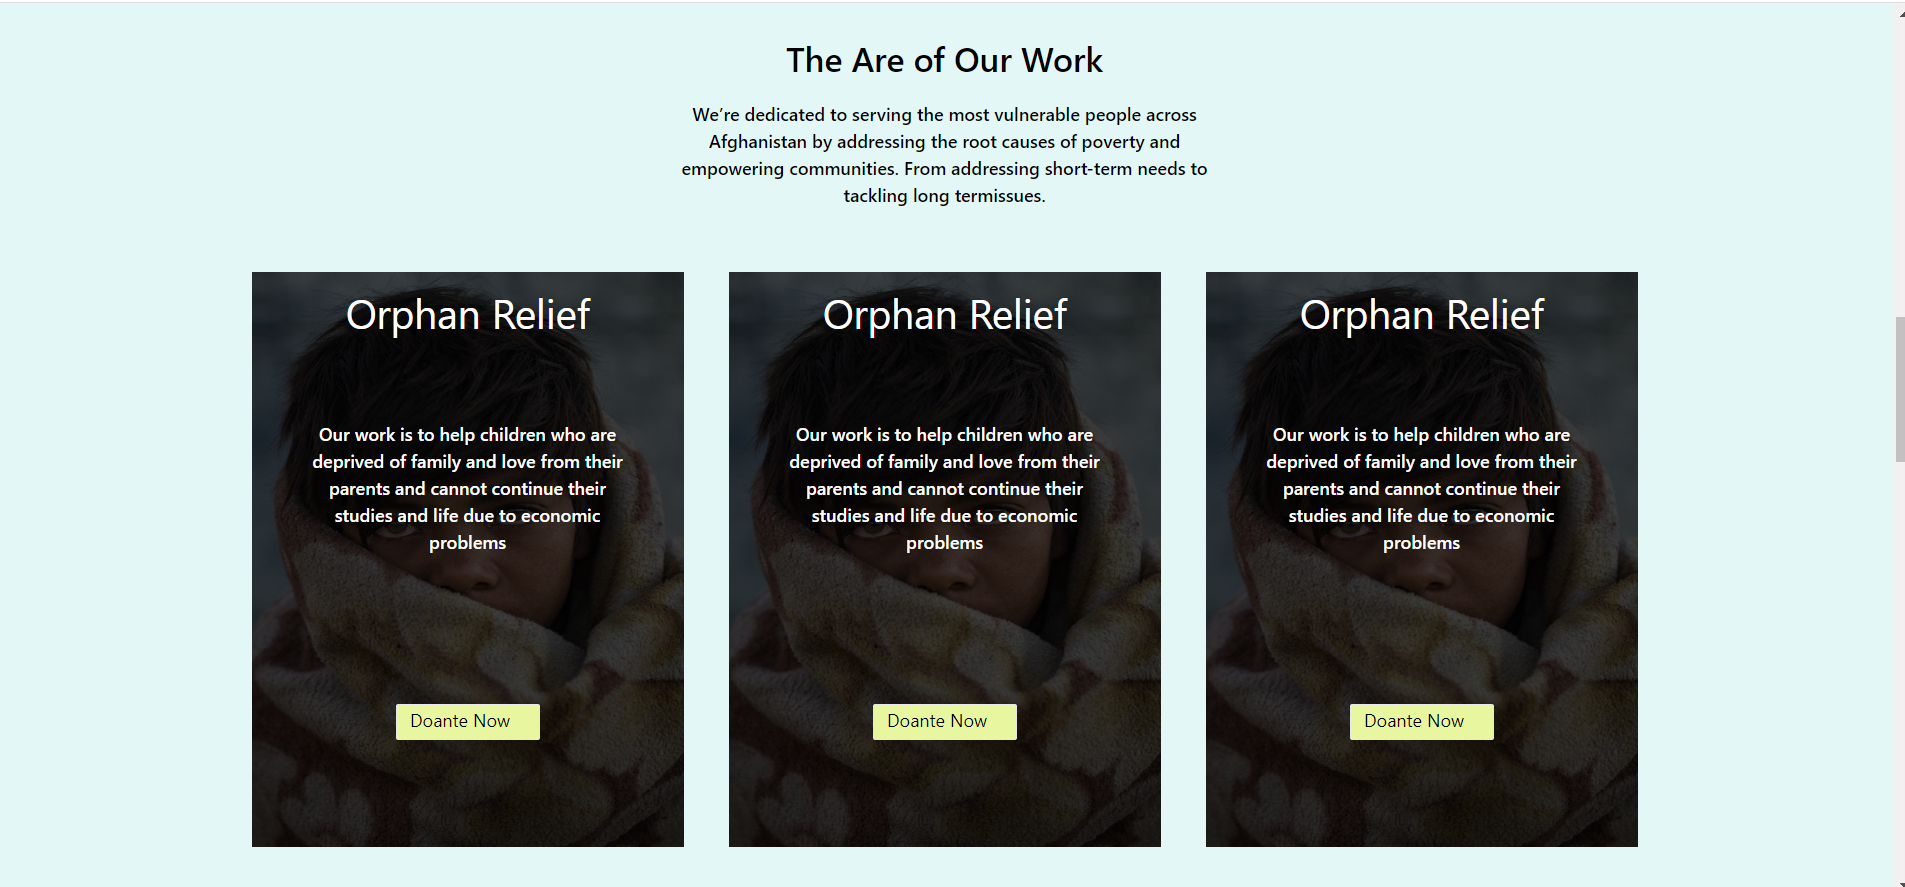 The Are of Our Work
We’re dedicated to serving the most vulnerable people across
Afghanistan by addressing the root causes of poverty and
empowering communities. From addressing short-term needs to
tackling long termissues.
Orphan Relief
Our work is to help children who are
deprived of family and love from their
parents and cannot continue their
studies and life due to economic
problems
Doante Now
Orphan Relief
Our work is to help children who are
deprived of family and love from their
parents and cannot continue their
studies and life due to economic
problems
Doante Now
Orphan Relief
Our work is to help children who are
deprived of family and love from their
parents and cannot continue their
studies and life due to economic
problems
Doante Now